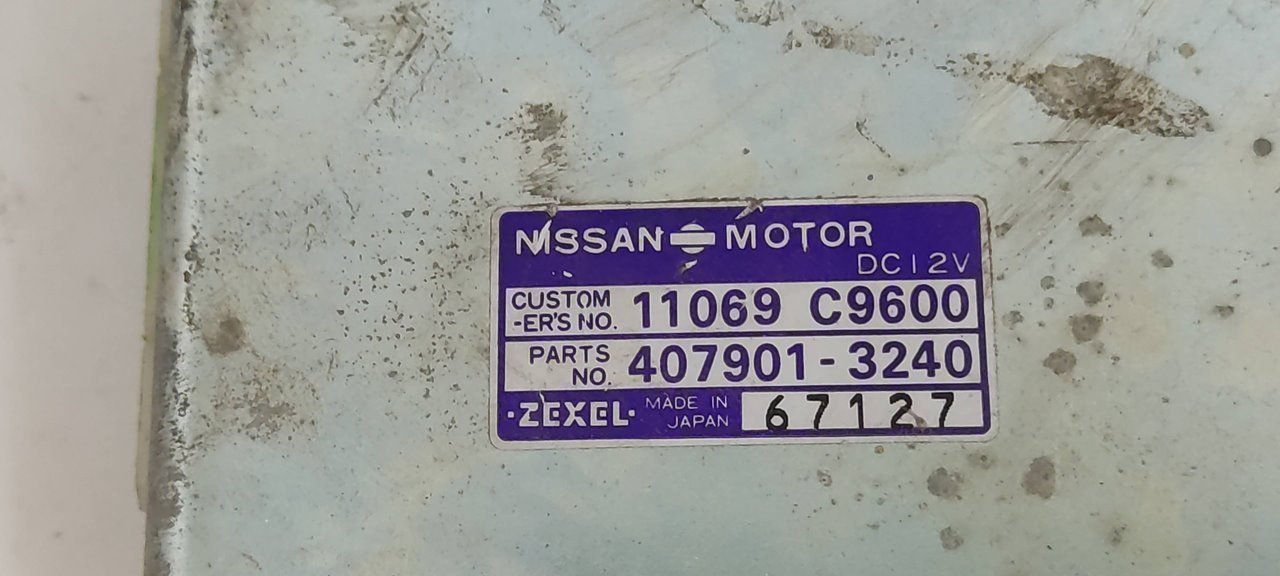 NISSAN MOTOR
DC12V
CUSTOM
-ER'S NO. 11069 C9600
PARTS
NO. 407901-3240
·ZEXEL· MADE IN
JAPAN 67127